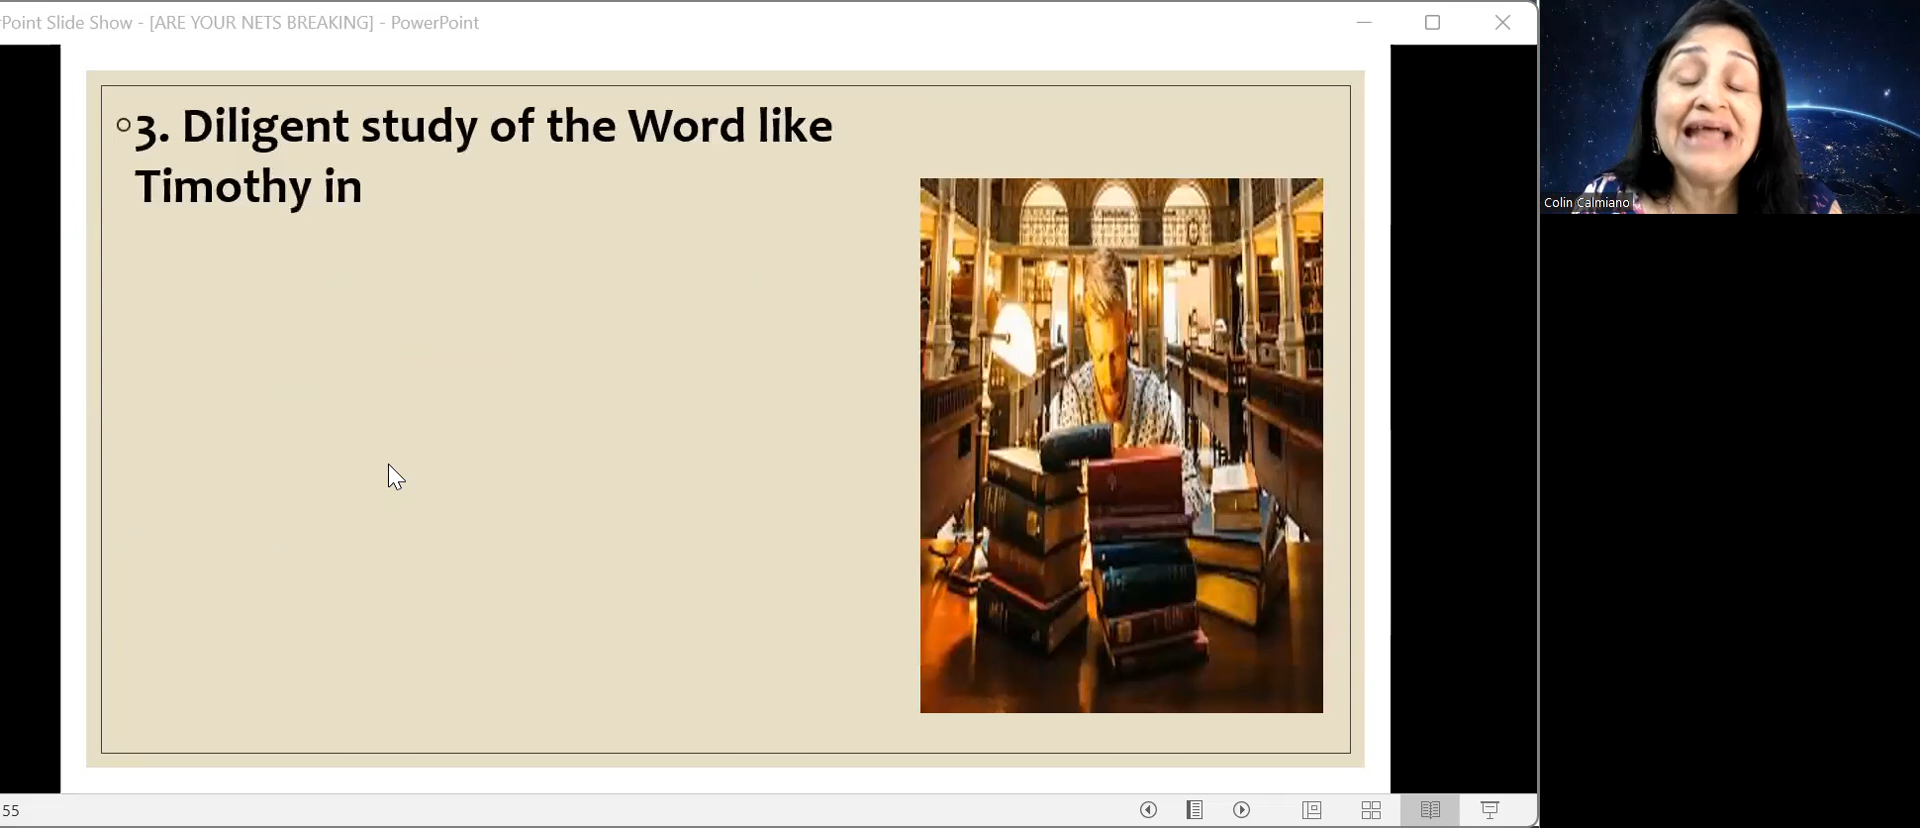 Point Slide Show - [ARE YOUR NETS BREAKING] - PowerPoint
3. Diligent study of the Word like
Timothy in
Colin Calmiano
55